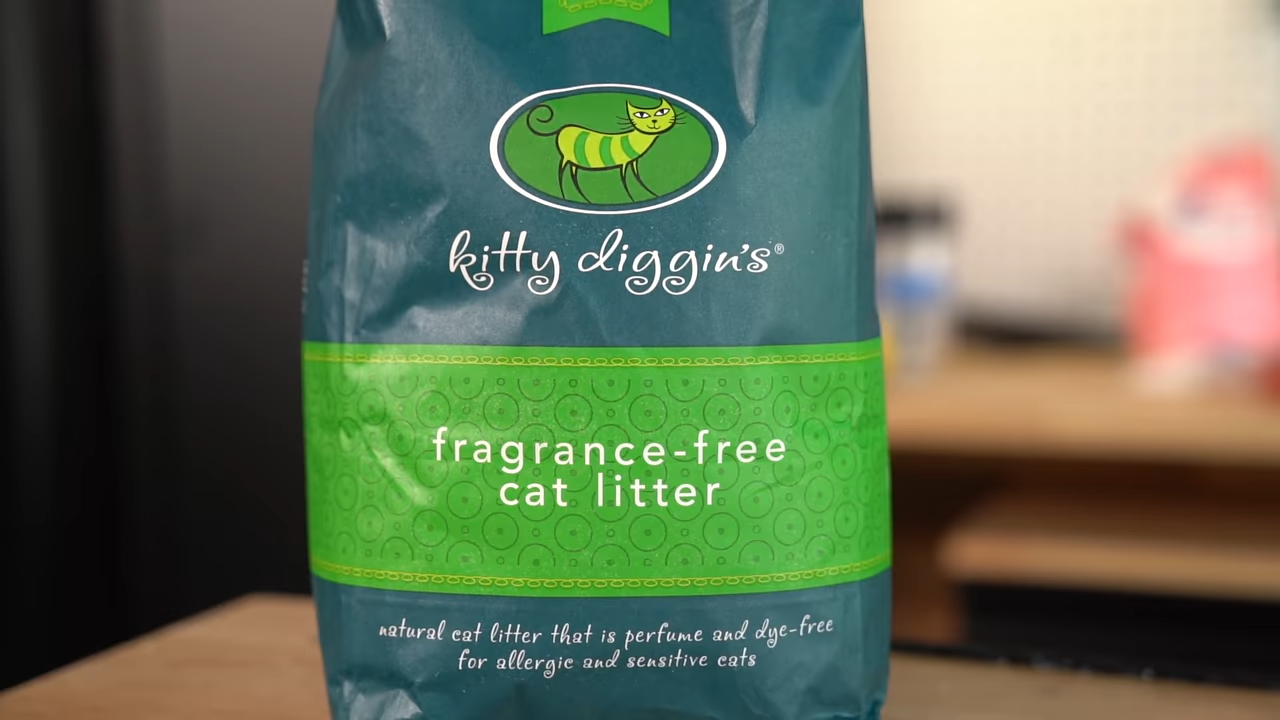 kitty diggin's®
fragrance-free
cat litter
natural cat litter that is perfume and dye-free
for allergic and sensitive cats